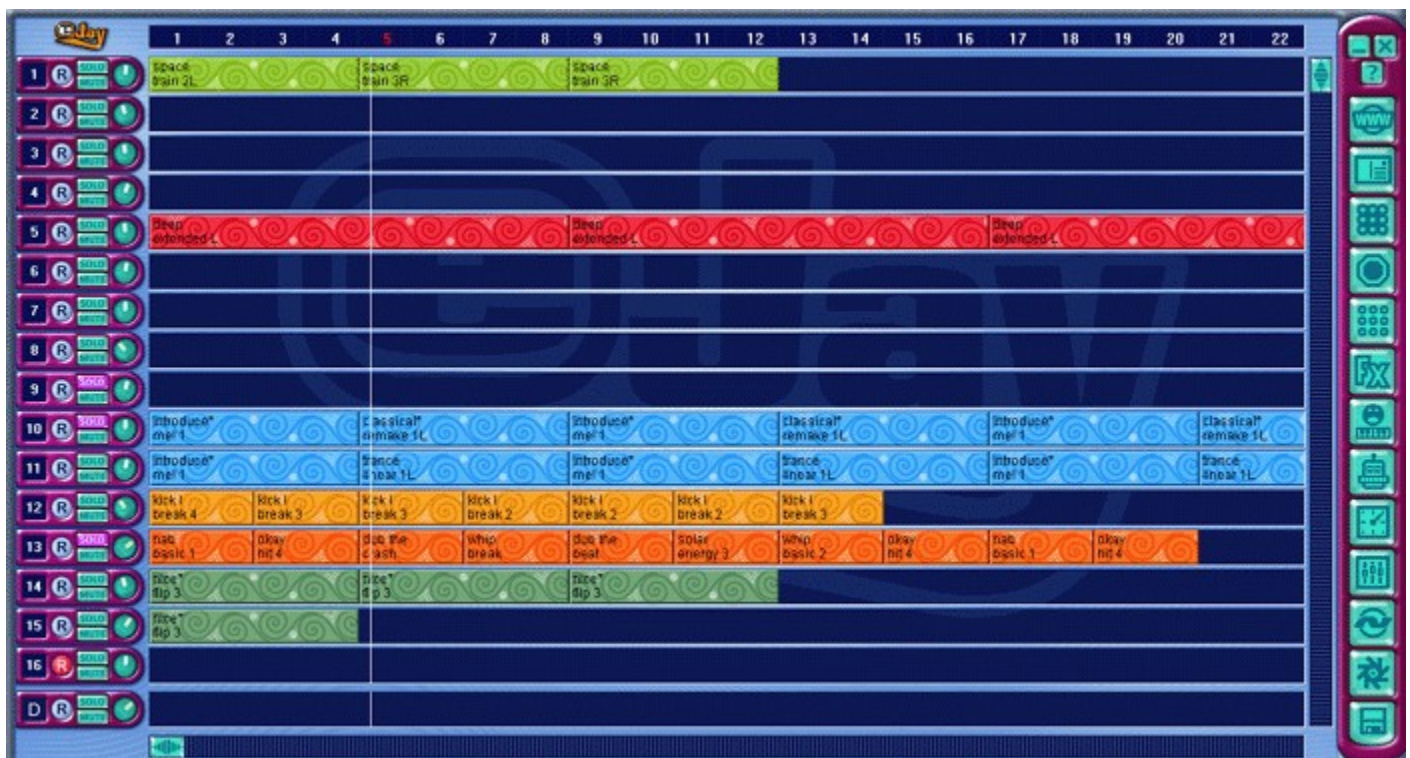 eJay
1 2 3 4 5 6 7 8 9 10 11 12 13 14 15 16 17 18 19 20 21 22
?
1 R SOLO MUTE
space train 2L
space train 3R
space train 3R
www
2 R SOLO MUTE
3 R SOLO MUTE
4 R SOLO MUTE
5 R SOLO MUTE
deep extended L
deep extended L
deep extended L
6 R SOLO MUTE
7 R SOLO MUTE
8 R SOLO MUTE
FX
9 R SOLO MUTE
10 R SOLO MUTE
introduce* mel 1
classical* remake 1L
introduce* mel 1
classical* remake 1L
introduce* mel 1
classical* remake 1L
11 R SOLO MUTE
introduce* mel 1
trance linear 1L
introduce* mel 1
trance linear 1L
introduce* mel 1
trance linear 1L
12 R SOLO MUTE
kick I break 4
kick I break 3
kick I break 3
kick I break 2
kick I break 2
kick I break 2
kick I break 3
13 R SOLO MUTE
nab basic 1
okay hit 4
dub the clash
whip break
dub the beat
solar energy 3
whip basic 2
okay hit 4
nab basic 1
okay hit 4
14 R SOLO MUTE
flip 3
flip 3
flip 3
15 R SOLO MUTE
flip 3
16 R SOLO MUTE
D R SOLO MUTE
eJay